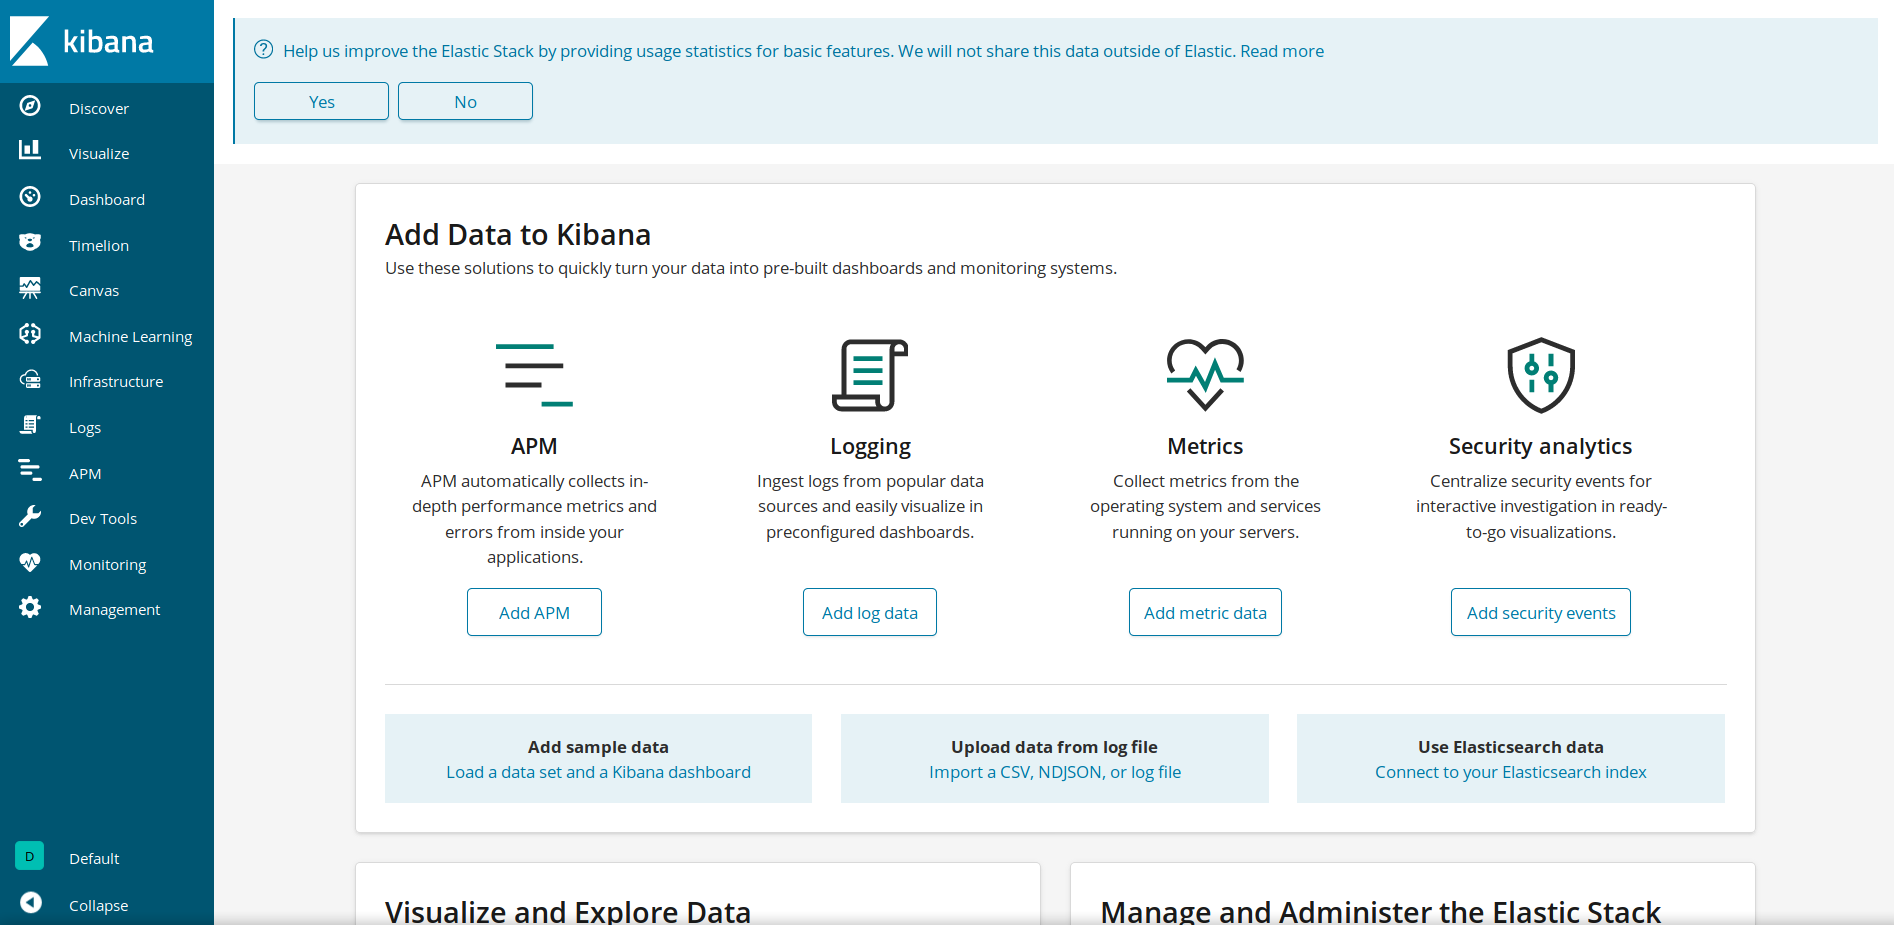 kibana
Discover
Visualize
Dashboard
Timelion
Canvas
Machine Learning
Infrastructure
Logs
APM
Dev Tools
Monitoring
Management
D
Default
Collapse
Help us improve the Elastic Stack by providing usage statistics for basic features. We will not share this data outside of Elastic. Read more
Yes
No
Add Data to Kibana
Use these solutions to quickly turn your data into pre-built dashboards and monitoring systems.
APM
APM automatically collects in-
depth performance metrics and
errors from inside your
applications.
Add APM
Logging
Ingest logs from popular data
sources and easily visualize in
preconfigured dashboards.
Add log data
Metrics
Collect metrics from the
operating system and services
running on your servers.
Add metric data
Security analytics
Centralize security events for
interactive investigation in ready-
to-go visualizations.
Add security events
Add sample data
Load a data set and a Kibana dashboard
Upload data from log file
Import a CSV, NDJSON, or log file
Use Elasticsearch data
Connect to your Elasticsearch index
Visualize and Explore Data
Manage and Administer the Elastic Stack